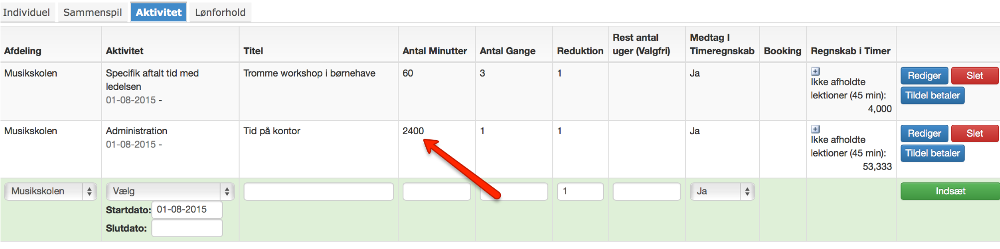 Individuel Sammenspil Aktivitet Lønforhold
Afdeling Aktivitet Titel Antal Minutter Antal Gange Reduktion Rest antal uger (Valgfri) Medtag I Timeregnskab Booking Regnskab i Timer
Musikskolen Specifik aftalt tid med Tromme workshop i børnehave 60 3 1 Ja
ledelsen
01-08-2015 -
Ikke afholdte
lektioner (45 min):
4,000
Rediger Slet
Tildel betaler
Musikskolen Administration Tid på kontor 2400 1 1 Ja
01-08-2015 -
Ikke afholdte
lektioner (45 min):
53,333
Rediger Slet
Tildel betaler
Musikskolen Vælg 1 Ja Indsæt
Startdato: 01-08-2015
Slutdato: